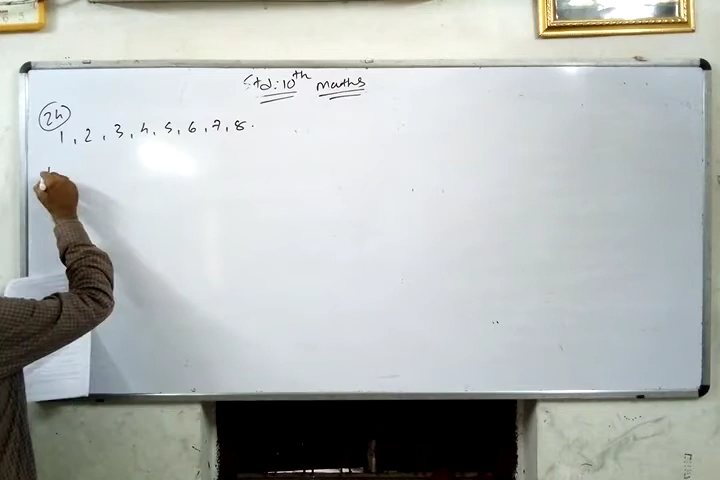 Std:10th maths
24
1, 2, 3, 4, 5, 6, 7, 8.